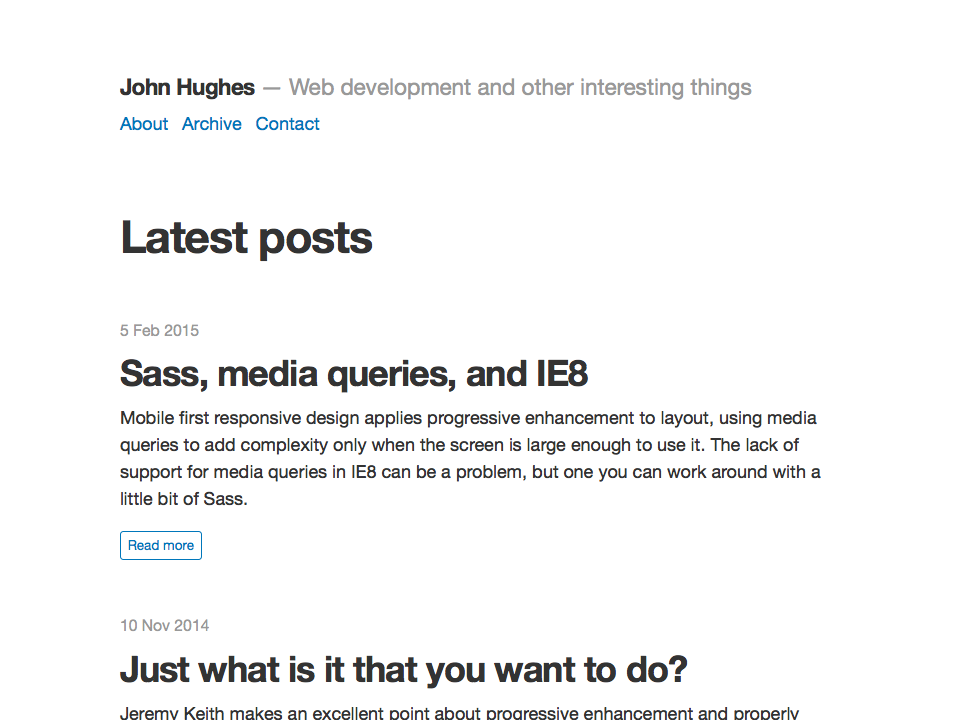 John Hughes — Web development and other interesting things
About Archive Contact
Latest posts
5 Feb 2015
Sass, media queries, and IE8
Mobile first responsive design applies progressive enhancement to layout, using media
queries to add complexity only when the screen is large enough to use it. The lack of
support for media queries in IE8 can be a problem, but one you can work around with a
little bit of Sass.
Read more
10 Nov 2014
Just what is it that you want to do?
Jeremy Keith makes an excellent point about progressive enhancement and properly